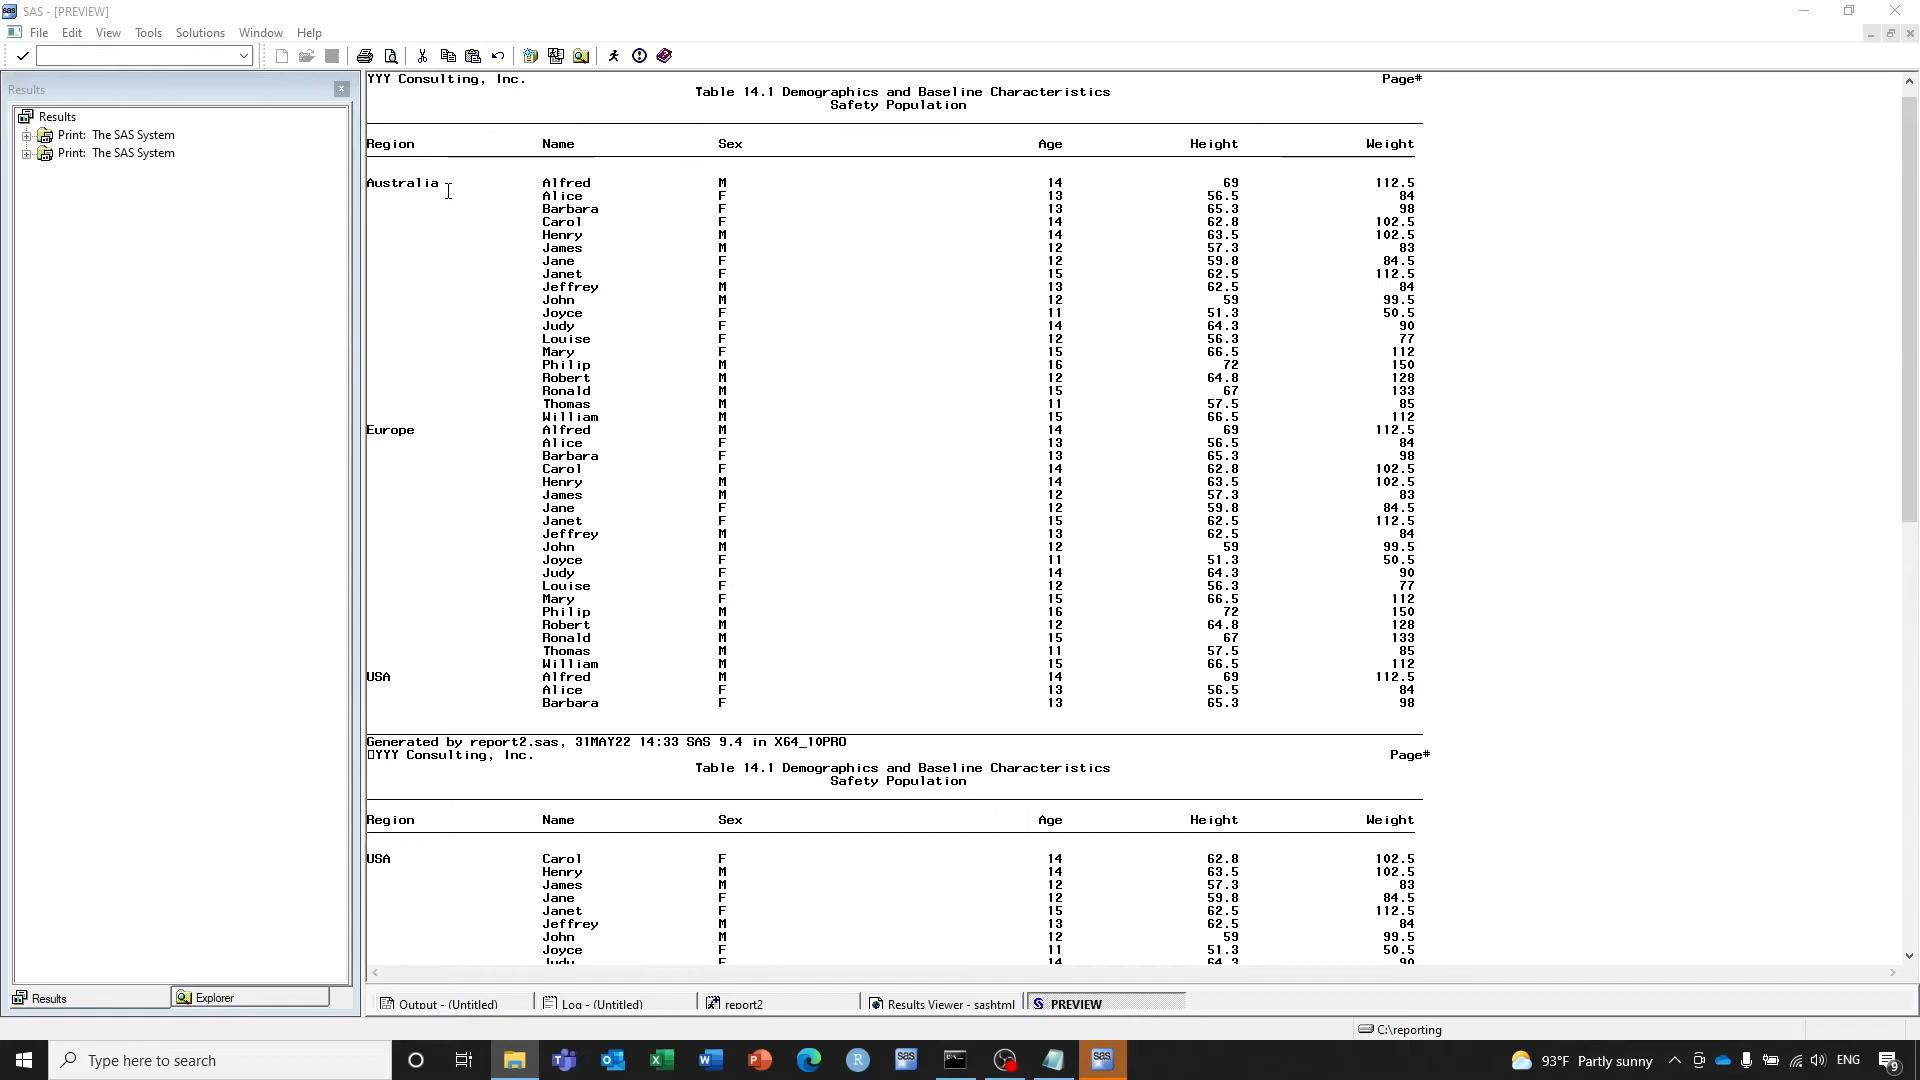 SAS - [PREVIEW]
File Edit View Tools Solutions Window Help
Results
Results
Print: The SAS System
Print: The SAS System
YYY Consulting, Inc. Page#
Table 14.1 Demographics and Baseline Characteristics
Safety Population
Region Name Sex Age Height Weight
Australia Alfred M 14 69 112.5
Alice F 13 56.5 84
Barbara F 13 65.3 98
Carol F 14 62.8 102.5
Henry M 14 63.5 102.5
James M 12 57.3 83
Jane F 12 59.8 84.5
Janet F 15 62.5 112.5
Jeffrey M 13 62.5 84
John M 12 59 99.5
Joyce F 11 51.3 50.5
Judy F 14 64.3 90
Louise F 12 56.3 77
Mary F 15 66.5 112
Philip M 16 72 150
Robert M 12 64.8 128
Ronald M 15 67 133
Thomas M 11 57.5 85
William M 15 66.5 112
Europe Alfred M 14 69 112.5
Alice F 13 56.5 84
Barbara F 13 65.3 98
Carol F 14 62.8 102.5
Henry M 14 63.5 102.5
James M 12 57.3 83
Jane F 12 59.8 84.5
Janet F 15 62.5 112.5
Jeffrey M 13 62.5 84
John M 12 59 99.5
Joyce F 11 51.3 50.5
Judy F 14 64.3 90
Louise F 12 56.3 77
Mary F 15 66.5 112
Philip M 16 72 150
Robert M 12 64.8 128
Ronald M 15 67 133
Thomas M 11 57.5 85
William M 15 66.5 112
USA Alfred M 14 69 112.5
Alice F 13 56.5 84
Barbara F 13 65.3 98
Generated by report2.sas, 31MAY22 14:33 SAS 9.4 in X64_10PRO
YYY Consulting, Inc. Page#
Table 14.1 Demographics and Baseline Characteristics
Safety Population
Region Name Sex Age Height Weight
USA Carol F 14 62.8 102.5
Henry M 14 63.5 102.5
James M 12 57.3 83
Jane F 12 59.8 84.5
Janet F 15 62.5 112.5
Jeffrey M 13 62.5 84
John M 12 59 99.5
Joyce F 11 51.3 50.5
Judy F 14 64.3 90
Results Explorer
Output - (Untitled) Log - (Untitled) report2 Results Viewer - sashtml PREVIEW
C:\reporting
Type here to search
93°F Partly sunny ENG 9